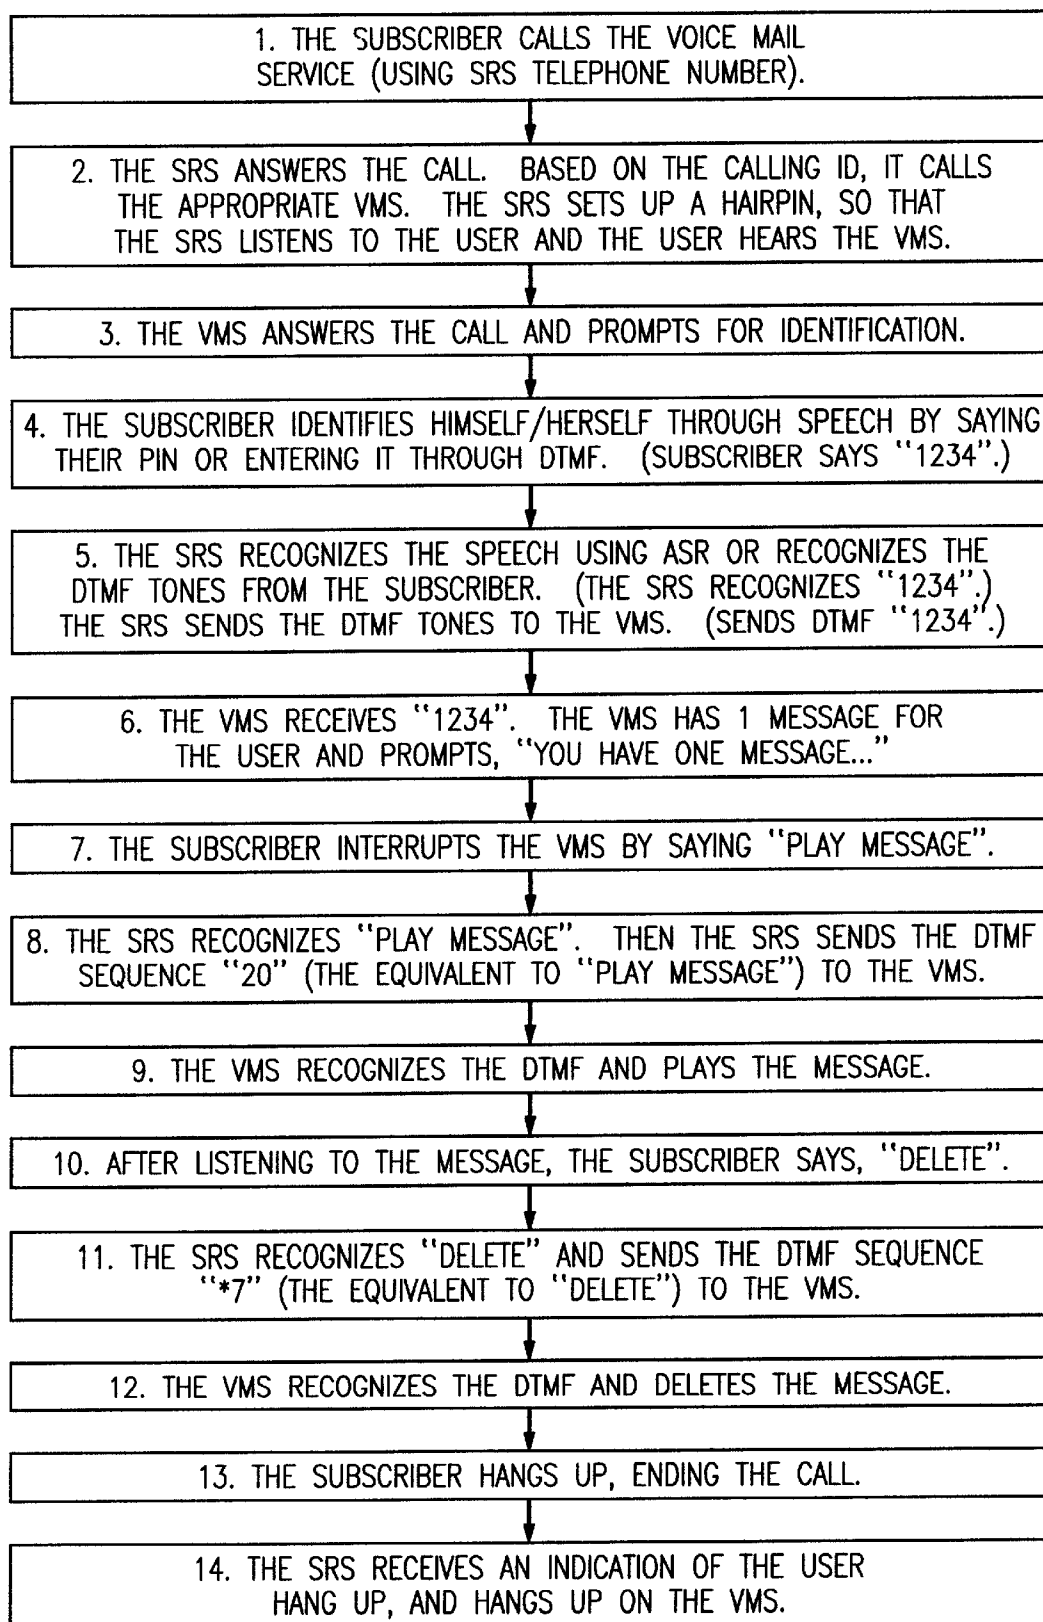 1. THE SUBSCRIBER CALLS THE VOICE MAIL
SERVICE (USING SRS TELEPHONE NUMBER).
2. THE SRS ANSWERS THE CALL. BASED ON THE CALLING ID, IT CALLS
THE APPROPRIATE VMS. THE SRS SETS UP A HAIRPIN, SO THAT
THE SRS LISTENS TO THE USER AND THE USER HEARS THE VMS.
3. THE VMS ANSWERS THE CALL AND PROMPTS FOR IDENTIFICATION.
4. THE SUBSCRIBER IDENTIFIES HIMSELF/HERSELF THROUGH SPEECH BY SAYING
THEIR PIN OR ENTERING IT THROUGH DTMF. (SUBSCRIBER SAYS ``1234''.)
5. THE SRS RECOGNIZES THE SPEECH USING ASR OR RECOGNIZES THE
DTMF TONES FROM THE SUBSCRIBER. (THE SRS RECOGNIZES ``1234''.)
THE SRS SENDS THE DTMF TONES TO THE VMS. (SENDS DTMF ``1234''.)
6. THE VMS RECEIVES ``1234''. THE VMS HAS 1 MESSAGE FOR
THE USER AND PROMPTS, ``YOU HAVE ONE MESSAGE...''
7. THE SUBSCRIBER INTERRUPTS THE VMS BY SAYING ``PLAY MESSAGE''.
8. THE SRS RECOGNIZES ``PLAY MESSAGE''. THEN THE SRS SENDS THE DTMF
SEQUENCE ``20'' (THE EQUIVALENT TO ``PLAY MESSAGE'') TO THE VMS.
9. THE VMS RECOGNIZES THE DTMF AND PLAYS THE MESSAGE.
10. AFTER LISTENING TO THE MESSAGE, THE SUBSCRIBER SAYS, ``DELETE''.
11. THE SRS RECOGNIZES ``DELETE'' AND SENDS THE DTMF SEQUENCE
``*7'' (THE EQUIVALENT TO ``DELETE'') TO THE VMS.
12. THE VMS RECOGNIZES THE DTMF AND DELETES THE MESSAGE.
13. THE SUBSCRIBER HANGS UP, ENDING THE CALL.
14. THE SRS RECEIVES AN INDICATION OF THE USER
HANG UP, AND HANGS UP ON THE VMS.